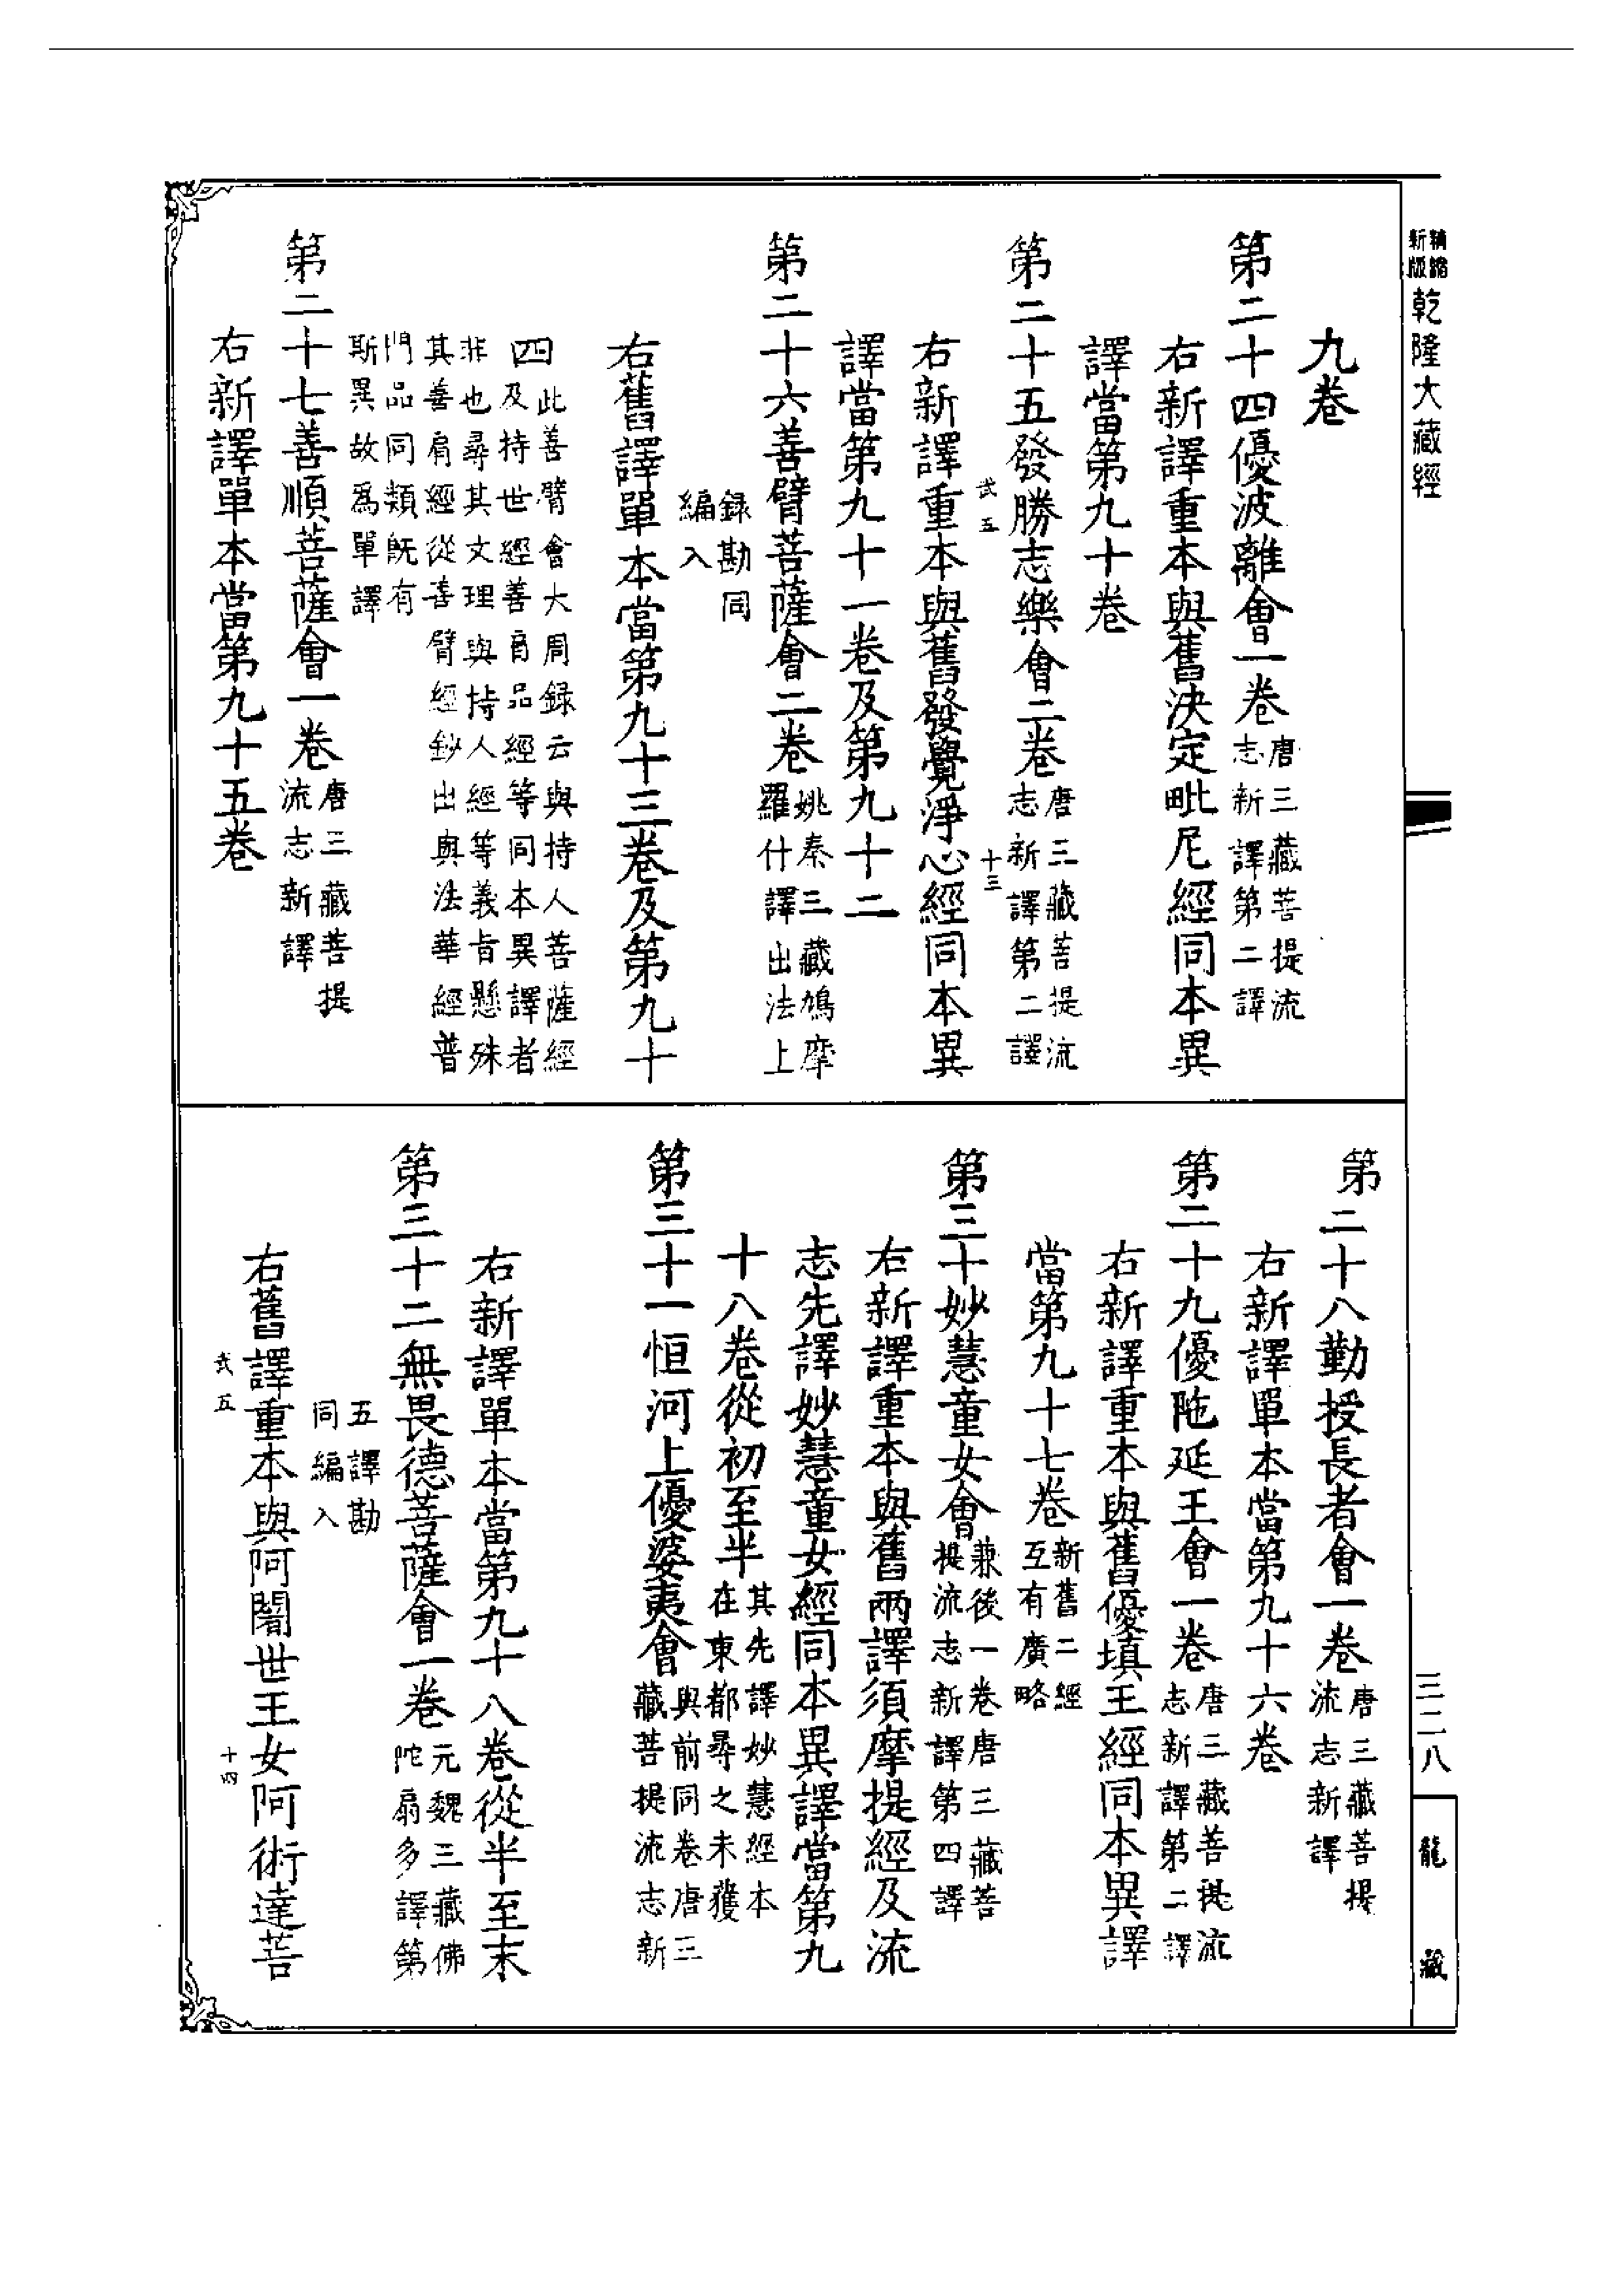 新版精縮乾隆大藏經
九卷
第二十四優波離會一卷唐三藏菩提流志新譯第二譯
右新譯重本與舊決定毗尼經同本異
譯當第九十卷
第二十五發勝志樂會二卷唐三藏菩提流志新譯第二譯
武五
十三
右新譯重本與舊發覺淨心經同本異
譯當第九十一卷及第九十二
第二十六善臂菩薩會二卷姚秦三藏鳩摩羅什譯出法上
錄勘同編入
右舊譯單本當第九十三卷及第九十
四此善臂會大周錄云與持人菩薩經
及持世經善肩品經等同本異譯者
非也尋其文理與持人經等義旨懸殊
其善肩經從善臂經鈔出與法華經普
門品同類既有
斯異故為單譯
第二十七善順菩薩會一卷唐三藏菩提流志新譯
右新譯單本當第九十五卷
第二十八勤授長者會一卷唐三藏菩提流志新譯
右新譯單本當第九十六卷
第二十九優陁延王會一卷唐三藏菩提流志新譯第二譯
右新譯重本與舊優填王經同本異譯
當第九十七卷新舊二經互有廣略
第三十妙慧童女會兼後一卷唐三藏菩提流志新譯第四譯
右新譯重本與舊兩譯須摩提經及流
志先譯妙慧童女經同本異譯當第九
十八卷從初至半其先譯妙慧經本在東都尋之未獲
第三十一恒河上優婆夷會與前同卷唐三藏菩提流志新
右新譯單本當第九十八卷從半至末
第三十二無畏德菩薩會一卷元魏三藏佛陀扇多譯第
五譯勘同編入
右舊譯重本與阿闍世王女阿術達菩
武五
十四
三二八
龍藏